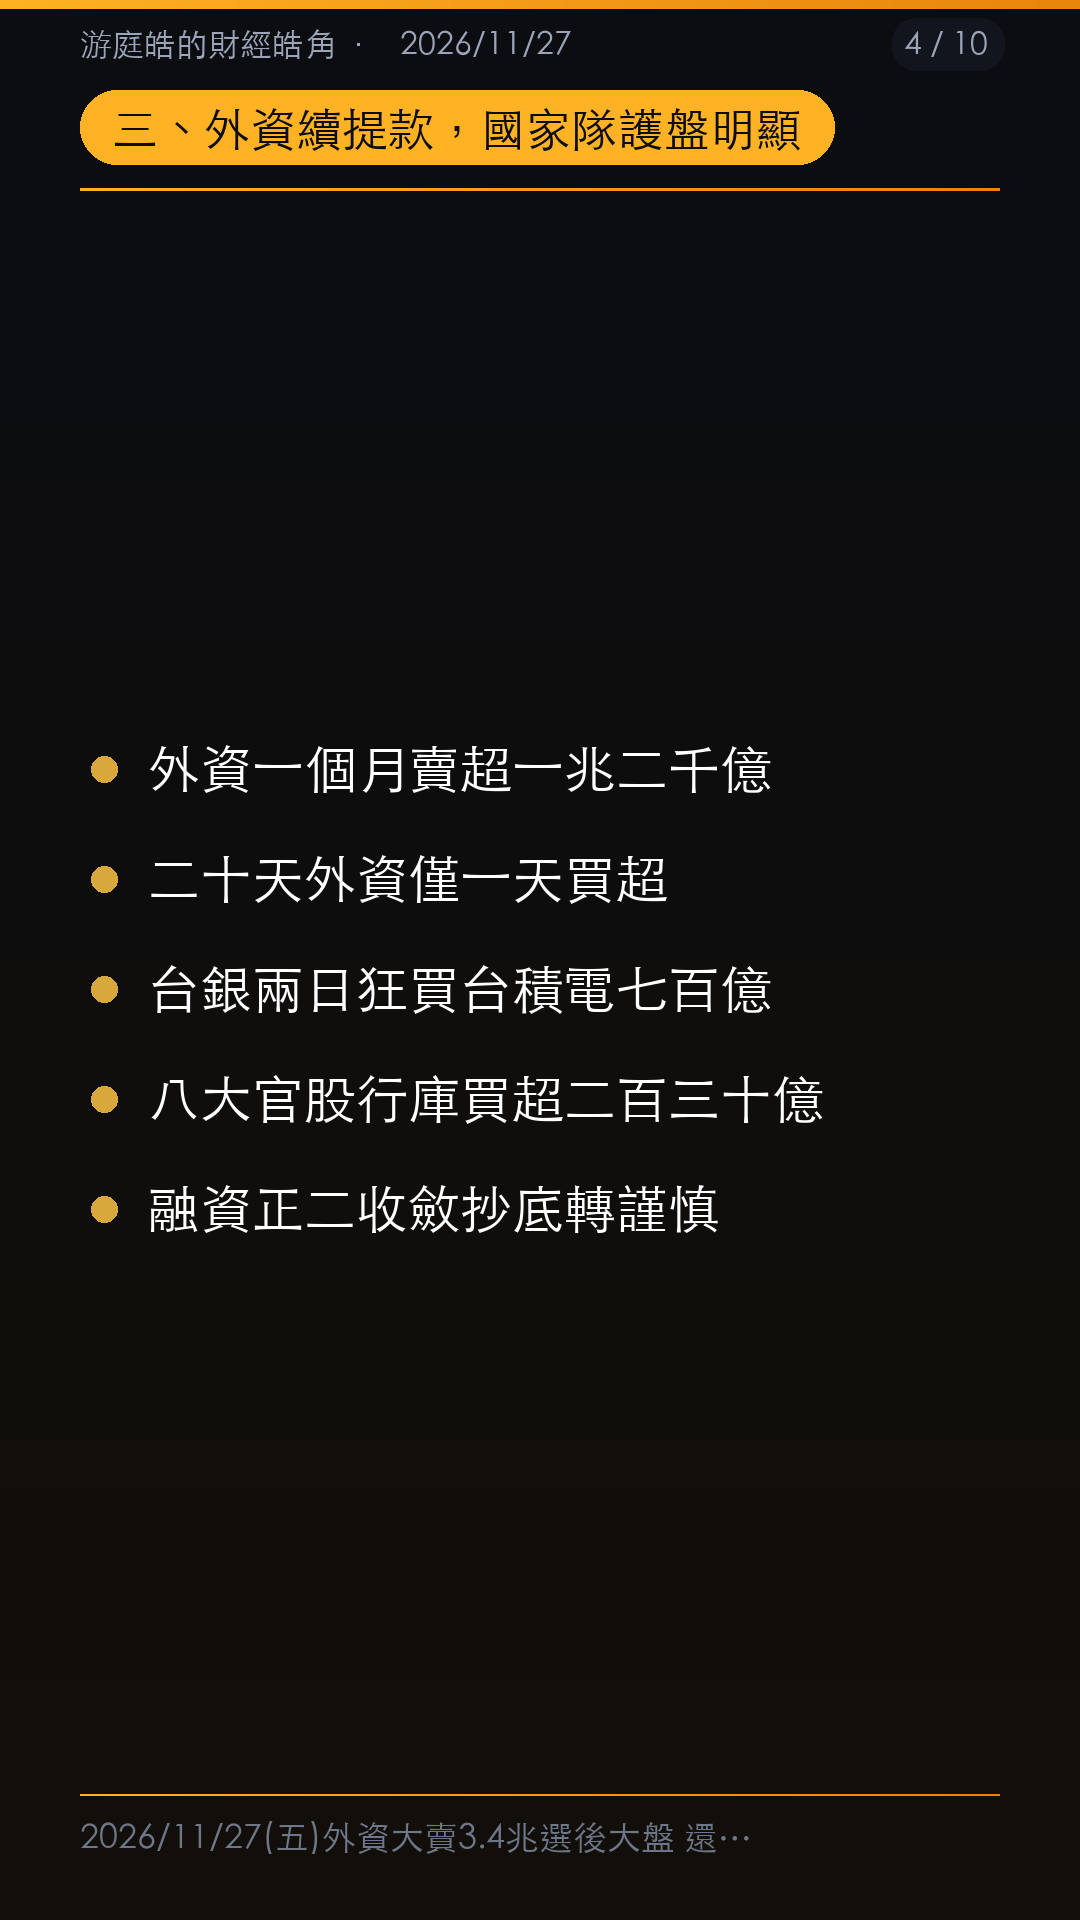 游庭皓的財經皓角 · 2026/11/27
4 / 10
三、外資續提款，國家隊護盤明顯
外資一個月賣超一兆二千億
二十天外資僅一天買超
台銀兩日狂買台積電七百億
八大官股行庫買超二百三十億
融資正二收斂抄底轉謹慎
2026/11/27(五)外資大賣3.4兆選後大盤 還⋯